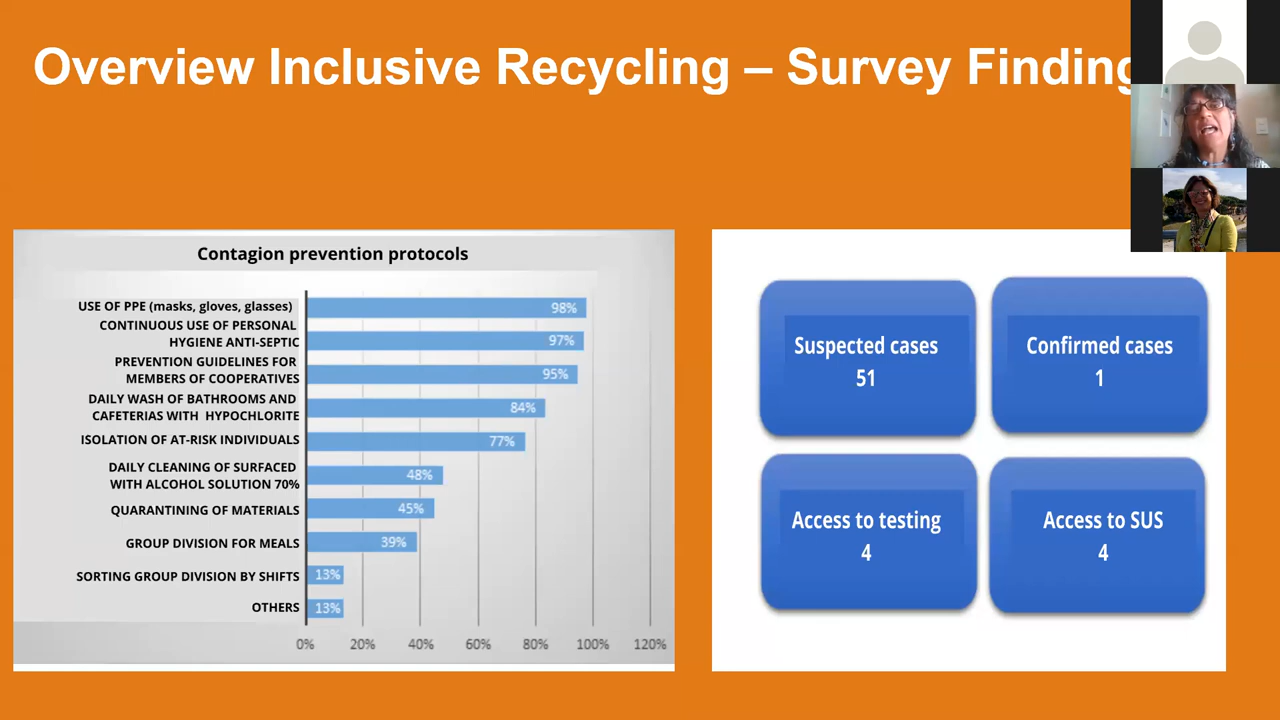 Overview Inclusive Recycling – Survey Finding
Contagion prevention protocols
USE OF PPE (masks, gloves, glasses)
98%
CONTINUOUS USE OF PERSONAL
HYGIENE ANTI-SEPTIC
97%
PREVENTION GUIDELINES FOR
MEMBERS OF COOPERATIVES
95%
DAILY WASH OF BATHROOMS AND
CAFETERIAS WITH HYPOCHLORITE
84%
ISOLATION OF AT-RISK INDIVIDUALS
77%
DAILY CLEANING OF SURFACED
WITH ALCOHOL SOLUTION 70%
48%
QUARANTINING OF MATERIALS
45%
GROUP DIVISION FOR MEALS
39%
SORTING GROUP DIVISION BY SHIFTS
13%
OTHERS
13%
0% 20% 40% 60% 80% 100% 120%
Suspected cases
51
Confirmed cases
1
Access to testing
4
Access to SUS
4